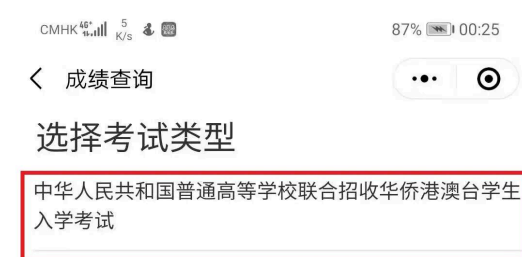 CMHK 4G+ 5 K/s 87% 00:25
成绩查询
选择考试类型
中华人民共和国普通高等学校联合招收华侨港澳台学生
入学考试